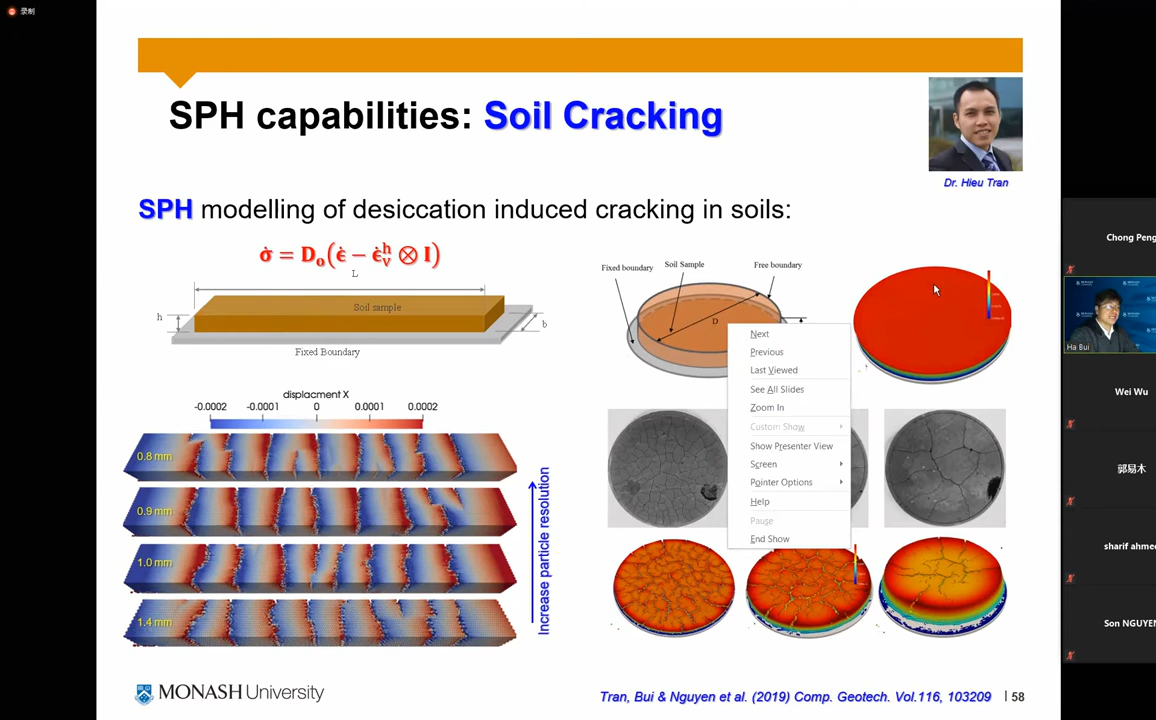 录制
SPH capabilities: Soil Cracking
Dr. Hieu Tran
SPH modelling of desiccation induced cracking in soils:
σ̇ = D₀(ϵ̇ − ϵ̇ᵥʰ ⊗ I)
L
Soil sample
h
b
Fixed Boundary
displacment X
-0.0002 -0.0001 0 0.0001 0.0002
0.8 mm
0.9 mm
1.0 mm
1.4 mm
Increase particle resolution
Fixed boundary
Soil Sample
Free boundary
D
Next
Previous
Last Viewed
See All Slides
Zoom In
Custom Show
Show Presenter View
Screen
Pointer Options
Help
Pause
End Show
MONASH University
Tran, Bui & Nguyen et al. (2019) Comp. Geotech. Vol.116, 103209
58
Chong Peng
Ha Bui
Wei Wu
郭易木
sharif ahme
Son NGUYEN